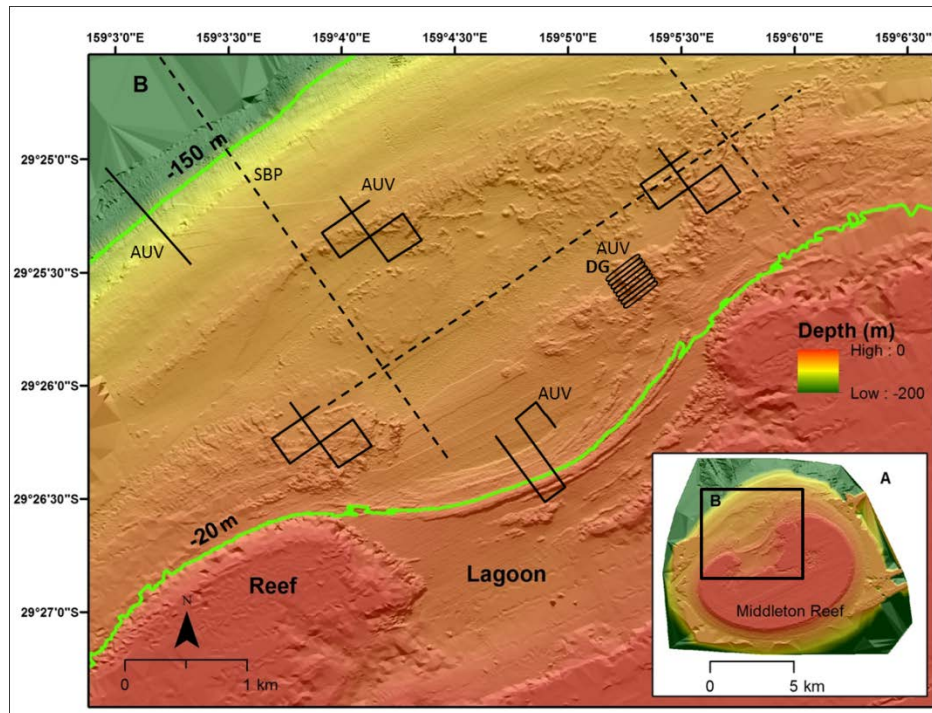 159°3'0"E 159°3'30"E 159°4'0"E 159°4'30"E 159°5'0"E 159°5'30"E 159°6'0"E 159°6'30"E
B
-150 m
29°25'0"S
SBP
AUV
AUV
AUV
29°25'30"S
DG
Depth (m)
High : 0
29°26'0"S
Low : -200
AUV
29°26'30"S
-20 m
A
B
Reef
Lagoon
Middleton Reef
29°27'0"S
N
0 1 km
0 5 km